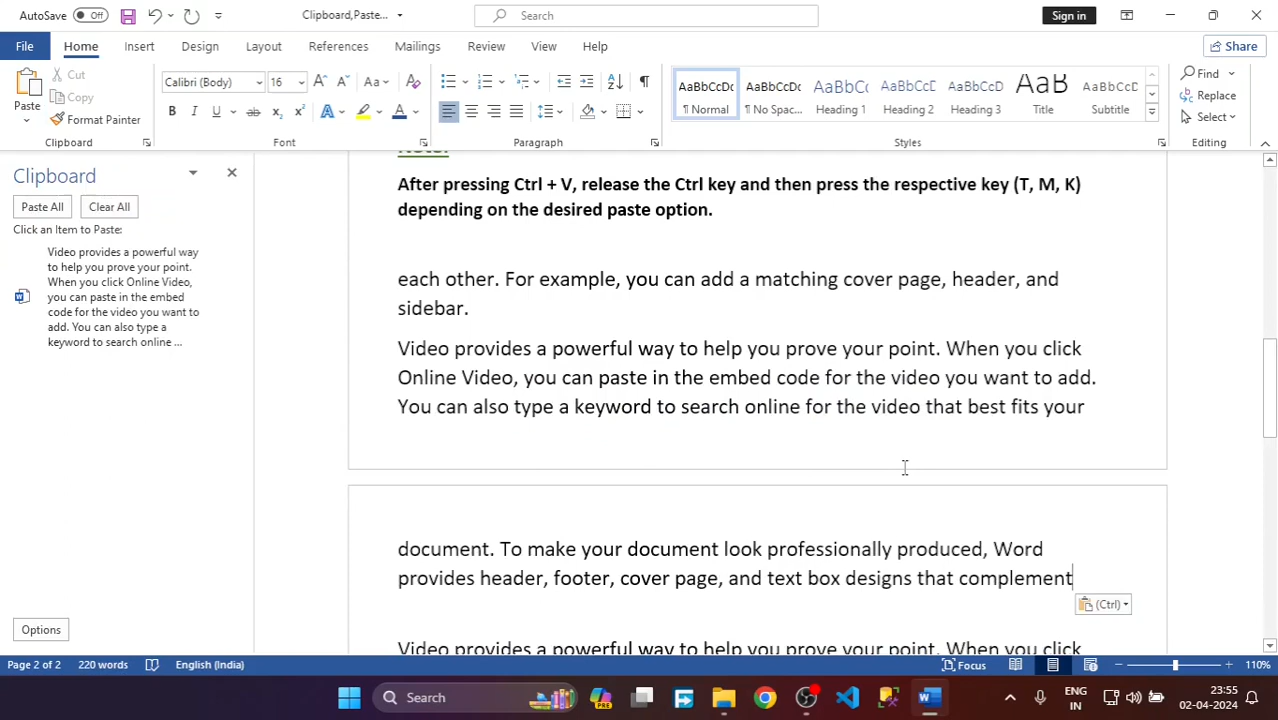 AutoSave Off Clipboard,Paste... Search Sign in
File Home Insert Design Layout References Mailings Review View Help Share
Paste Cut Copy Format Painter
Calibri (Body) 16 Aa
B I U ab x₂ x² A A
¶
AaBbCcDc AaBbCcDc AaBbC AaBbCcD AaBbCcD AaB AaBbCcD
¶ Normal ¶ No Spac... Heading 1 Heading 2 Heading 3 Title Subtitle
Find
Replace
Select
Clipboard Font Paragraph Styles Editing
Clipboard
Paste All Clear All
Click an Item to Paste:
Video provides a powerful way
to help you prove your point.
When you click Online Video,
you can paste in the embed
code for the video you want to
add. You can also type a
keyword to search online ...
Options
Note:
After pressing Ctrl + V, release the Ctrl key and then press the respective key (T, M, K)
depending on the desired paste option.
each other. For example, you can add a matching cover page, header, and
sidebar.
Video provides a powerful way to help you prove your point. When you click
Online Video, you can paste in the embed code for the video you want to add.
You can also type a keyword to search online for the video that best fits your
document. To make your document look professionally produced, Word
provides header, footer, cover page, and text box designs that complement
(Ctrl)
Video provides a powerful way to help you prove your point. When you click
Page 2 of 2 220 words English (India) Focus 110%
Search PRE ENG IN 23:55 02-04-2024